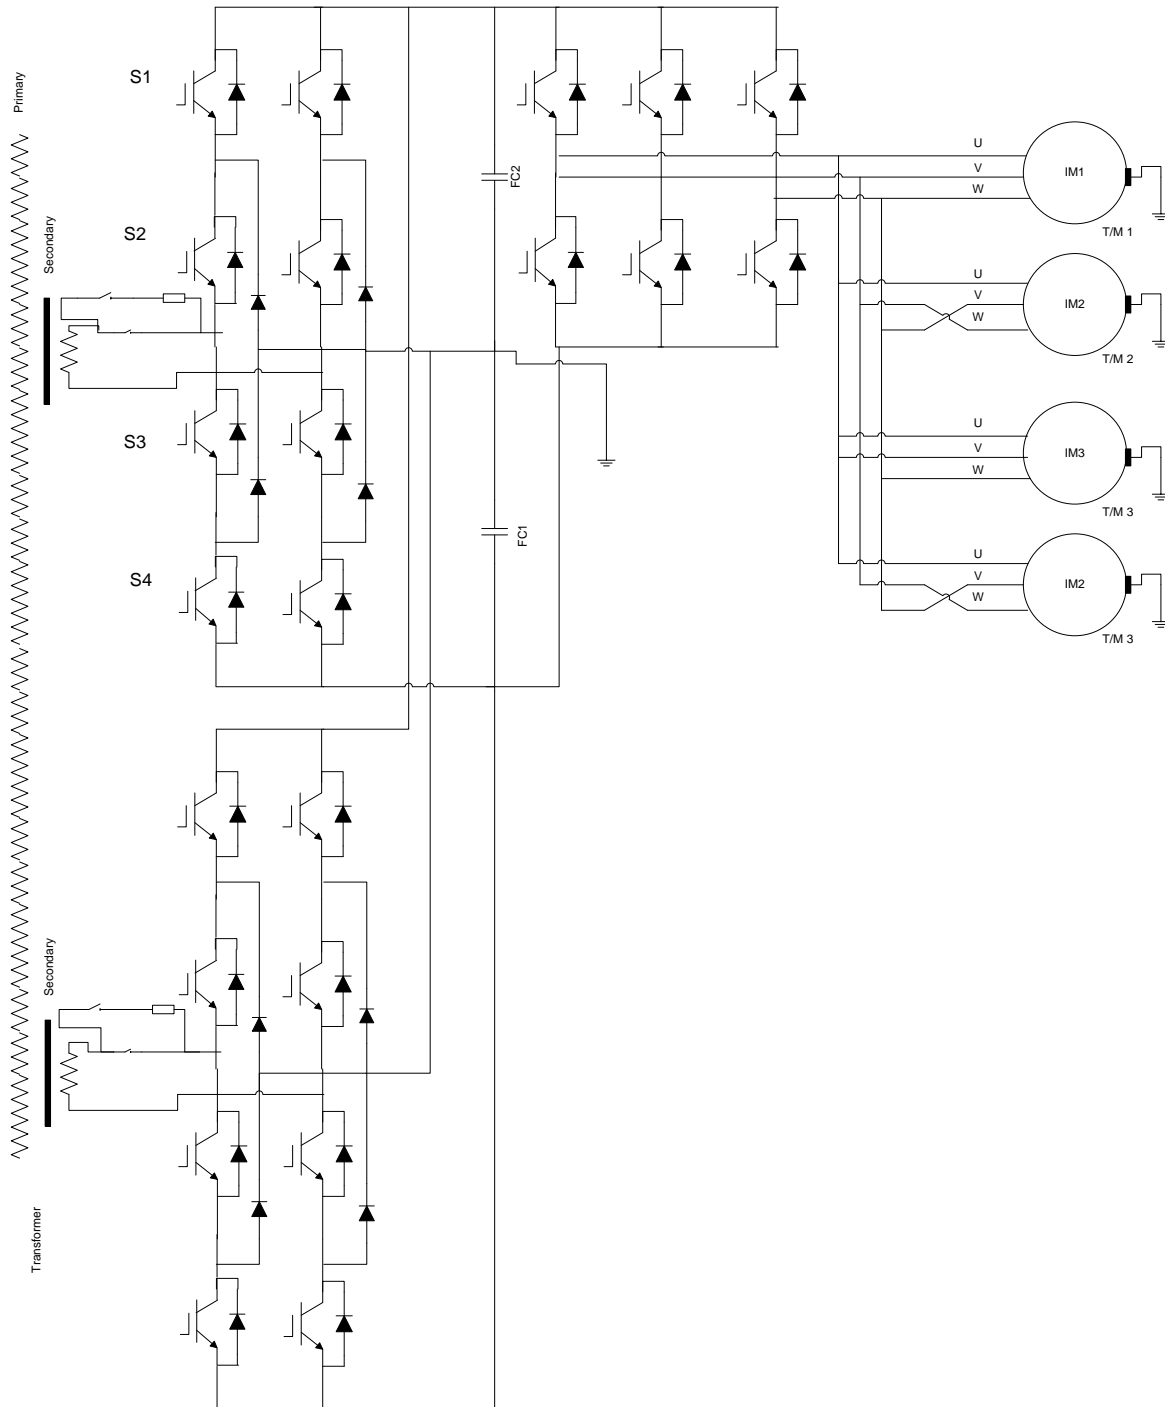 Primary
S1
S2
S3
S4
Secondary
Secondary
Transformer
FC2
FC1
U
V
W
IM1
T/M 1
U
V
W
IM2
T/M 2
U
V
W
IM3
T/M 3
U
V
W
IM2
T/M 3